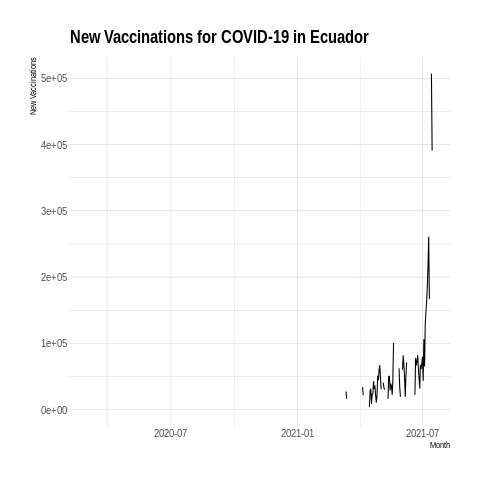 New Vaccinations for COVID-19 in Ecuador
New Vaccinations
5e+05
4e+05
3e+05
2e+05
1e+05
0e+00
2020-07 2021-01 2021-07
Month